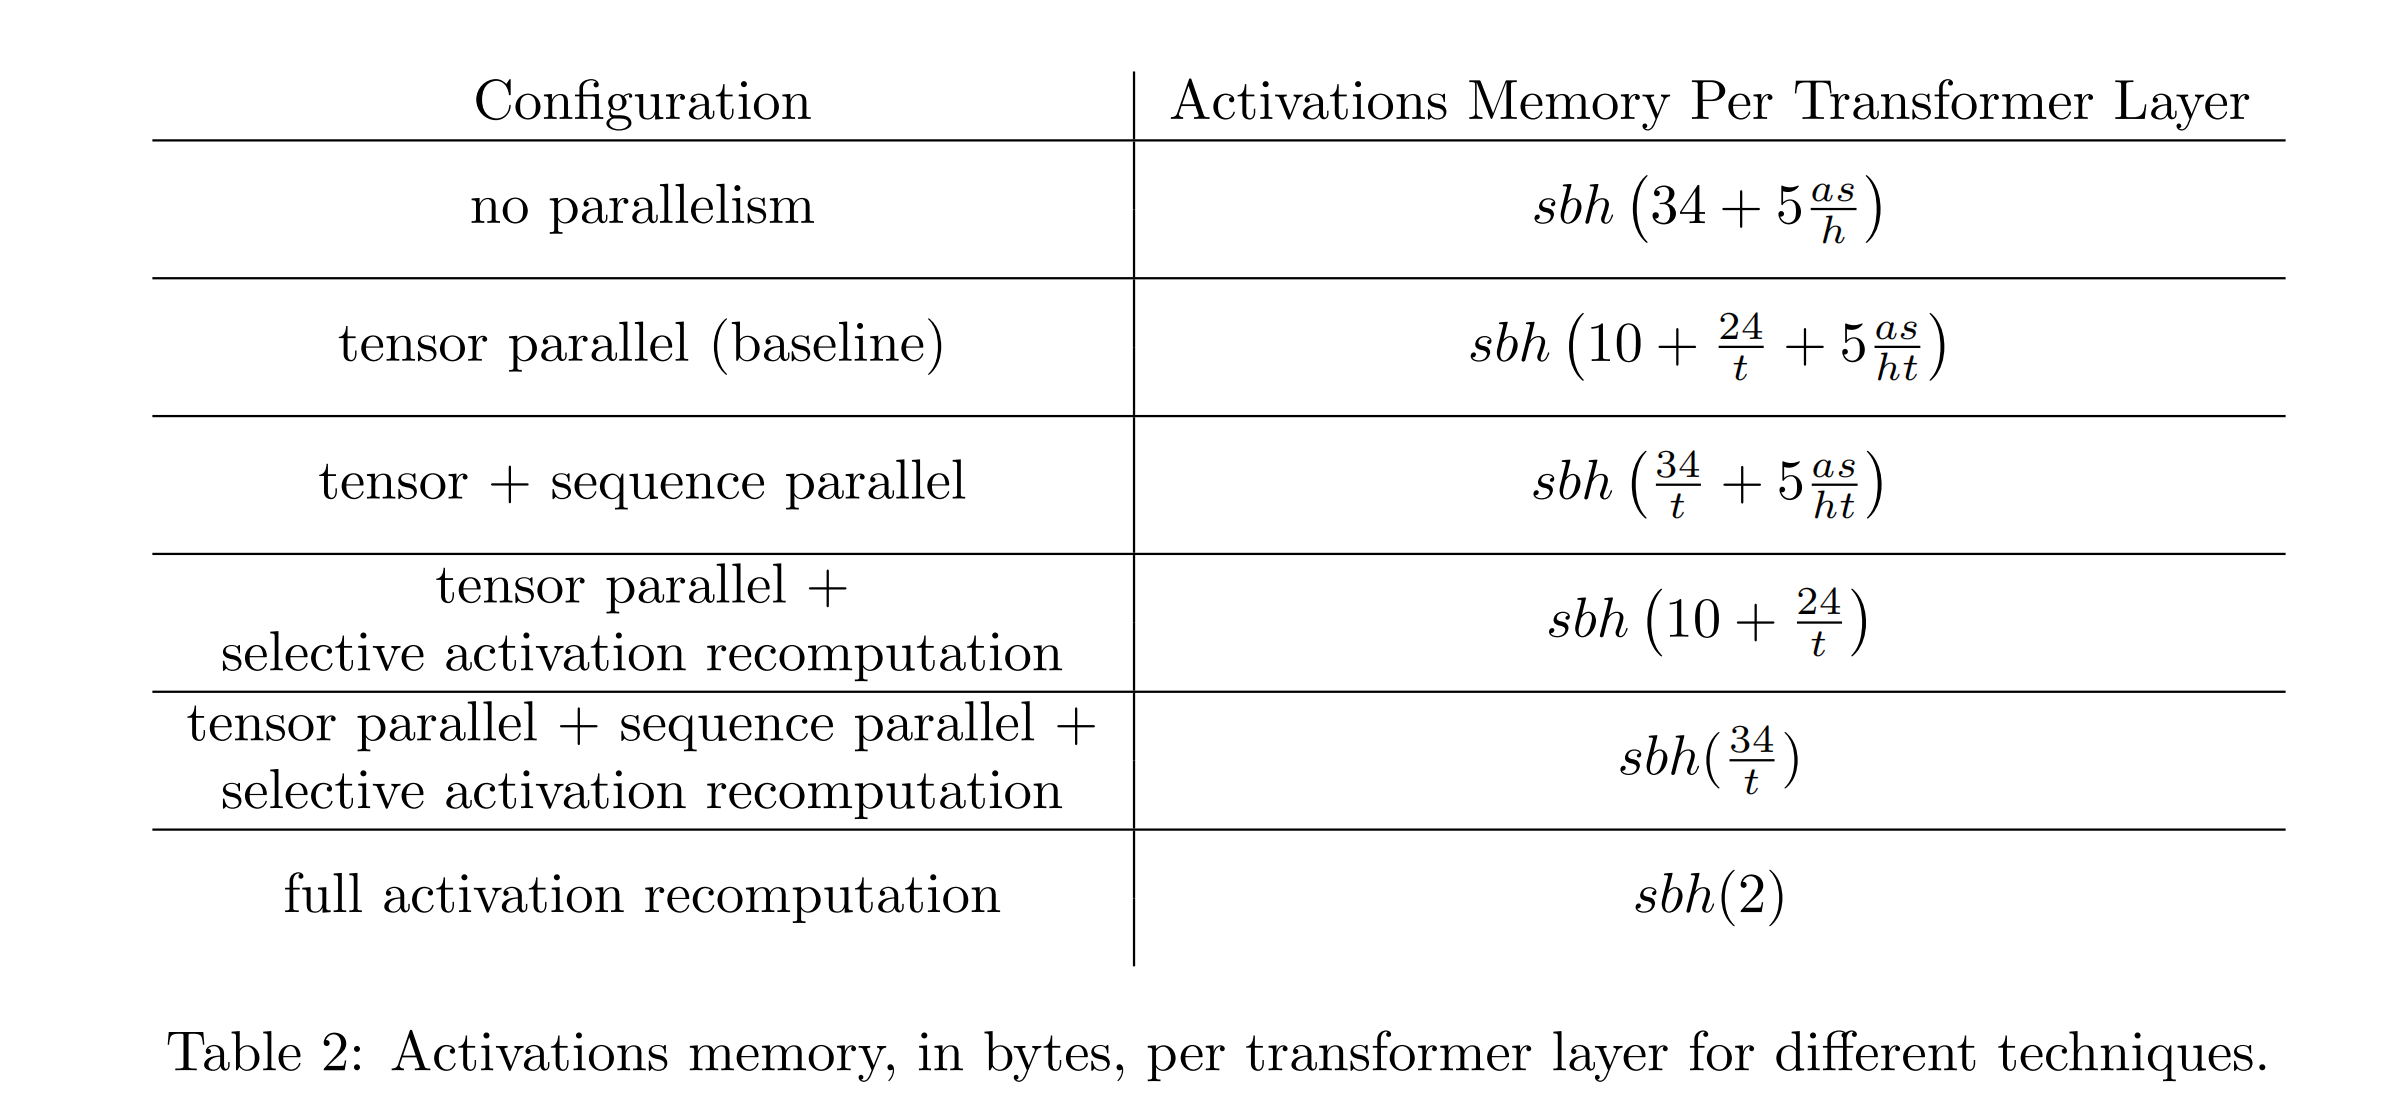 Configuration Activations Memory Per Transformer Layer
no parallelism $sbh\left(34 + 5\frac{as}{h}\right)$
tensor parallel (baseline) $sbh\left(10 + \frac{24}{t} + 5\frac{as}{ht}\right)$
tensor + sequence parallel $sbh\left(\frac{34}{t} + 5\frac{as}{ht}\right)$
tensor parallel +
selective activation recomputation $sbh\left(10 + \frac{24}{t}\right)$
tensor parallel + sequence parallel +
selective activation recomputation $sbh(\frac{34}{t})$
full activation recomputation $sbh(2)$
Table 2: Activations memory, in bytes, per transformer layer for different techniques.